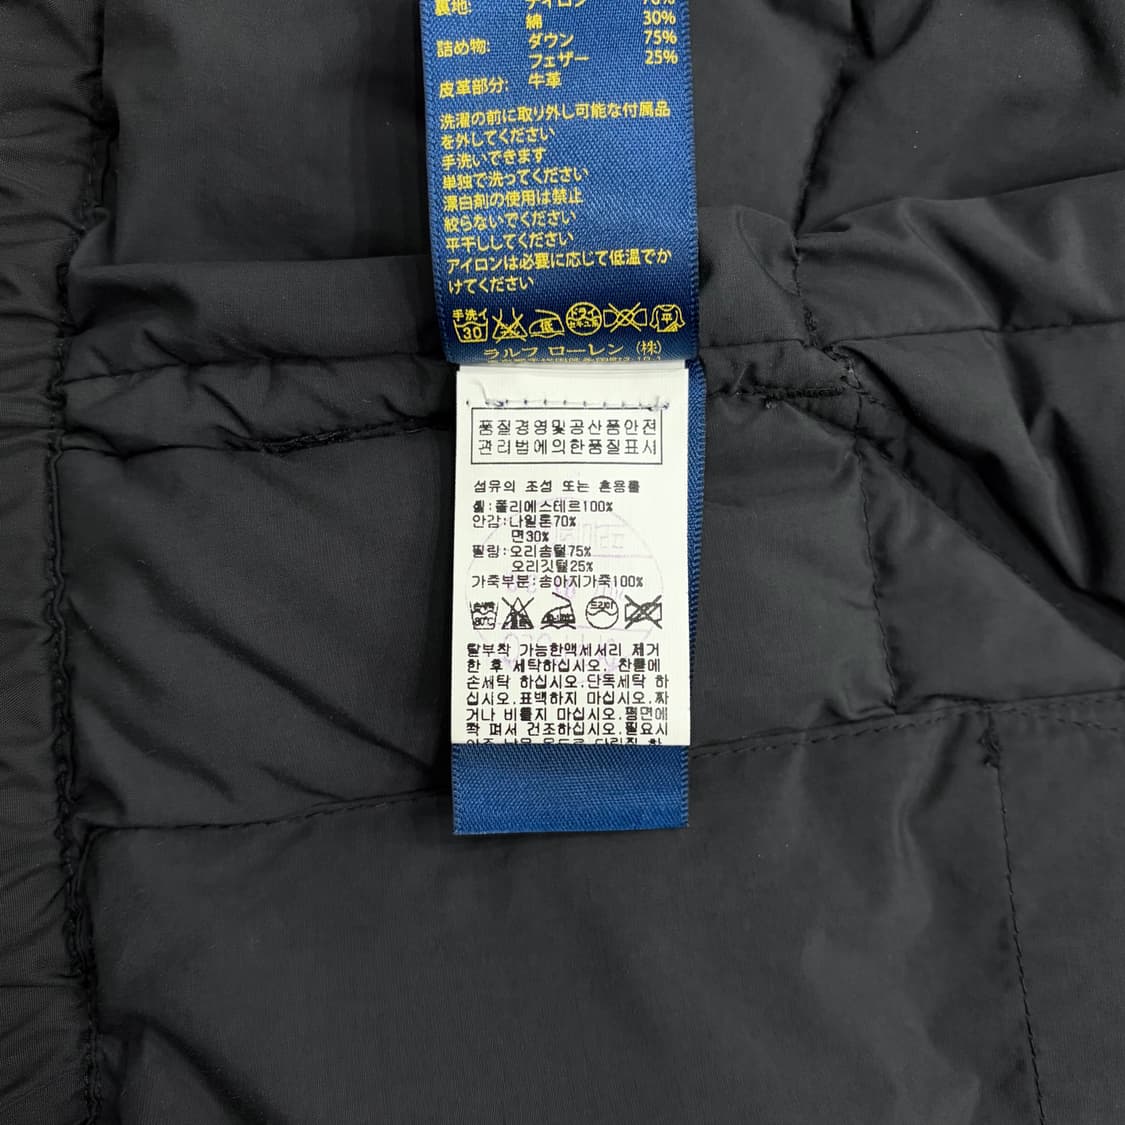 裏地: ナイロン 70%
綿 30%
詰め物: ダウン 75%
フェザー 25%
皮革部分: 牛革
洗濯の前に取り外し可能な付属品
を外してください
手洗いできます
単独で洗ってください
漂白剤の使用は禁止
絞らないでください
平干ししてください
アイロンは必要に応じて低温でか
けてください
手洗イ 30 低 ドライ 平
ラルフ ローレン (株)
품질경영및공산품안전
관리법에의한품질표시
섬유의 조성 또는 혼용률
쉘:폴리에스테르100%
안감:나일론70%
면30%
필링:오리솜털75%
오리깃털25%
가죽부분:송아지가죽100%
드라이
탈부착 가능한액세서리 제거
한 후 세탁하십시오.찬물에
손세탁 하십시오.단독세탁 하
십시오.표백하지 마십시오.짜
거나 비틀지 마십시오.평면에
쫙 펴서 건조하십시오.필요시